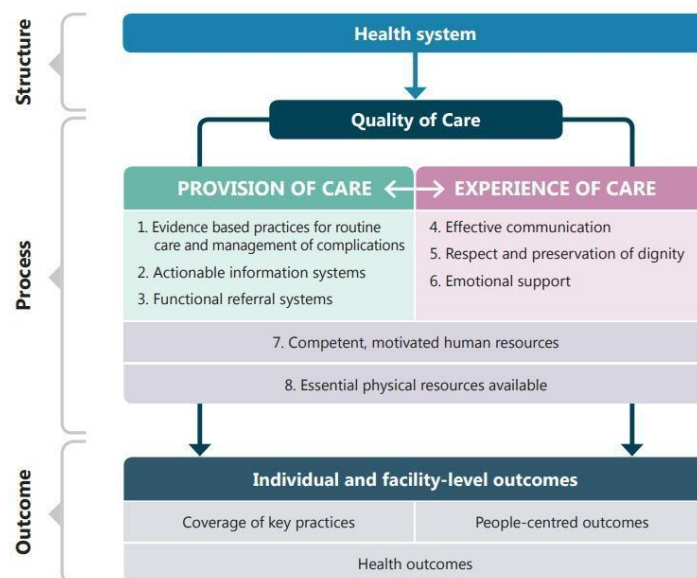 Structure
Health system
Process
Quality of Care
PROVISION OF CARE
EXPERIENCE OF CARE
1. Evidence based practices for routine
care and management of complications
2. Actionable information systems
3. Functional referral systems
4. Effective communication
5. Respect and preservation of dignity
6. Emotional support
7. Competent, motivated human resources
8. Essential physical resources available
Outcome
Individual and facility-level outcomes
Coverage of key practices
People-centred outcomes
Health outcomes